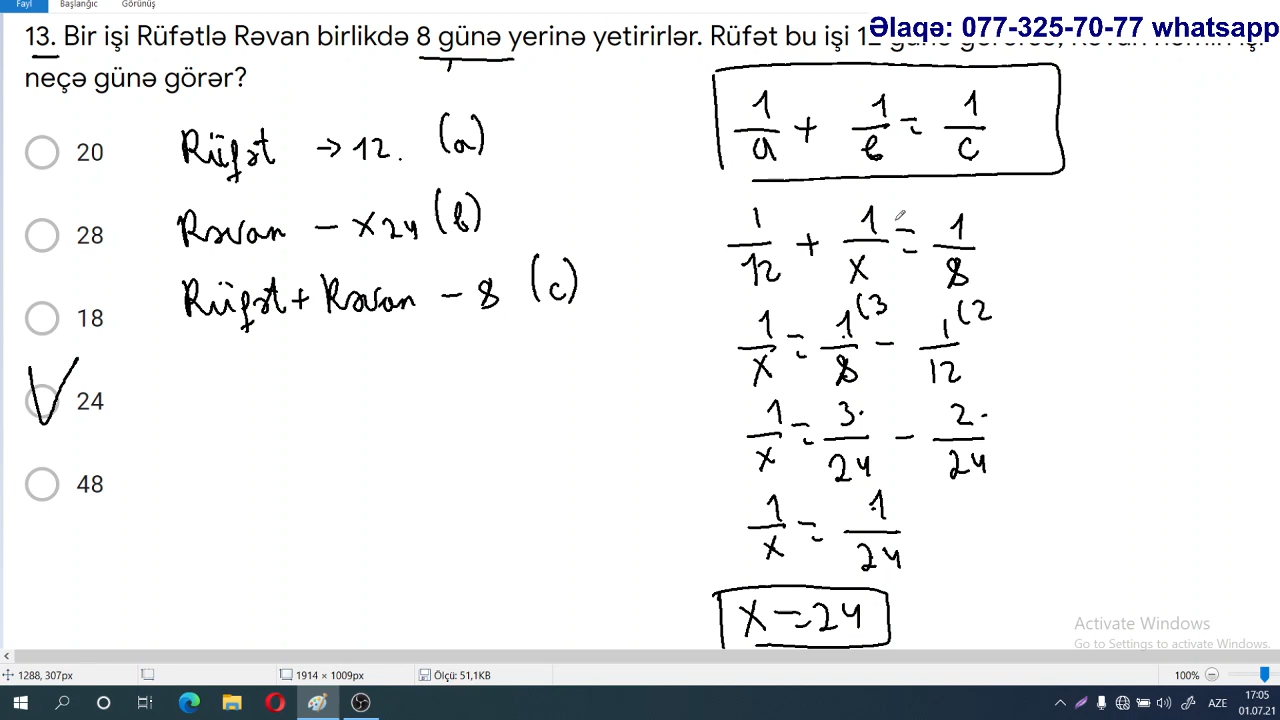 Fayl Başlanğıc Görünüş
Əlaqə: 077-325-70-77 whatsapp
13. Bir işi Rüfətlə Rəvan birlikdə 8 günə yerinə yetirirlər. Rüfət bu işi
neçə günə görər?
20
28
18
24
48
Rüfət → 12. (a)
Rəvan – x 24 (b)
Rüfət + Rəvan – 8 (c)
1/a + 1/b = 1/c
1/12 + 1/x = 1/8
1/x = 1/8 (3 – 1/12 (2
1/x = 3/24 – 2/24
1/x = 1/24
x = 24
Activate Windows
Go to Settings to activate Windows.
1288, 307px 1914 × 1009px Ölçü: 51,1KB 100%
AZE 17:05
01.07.21